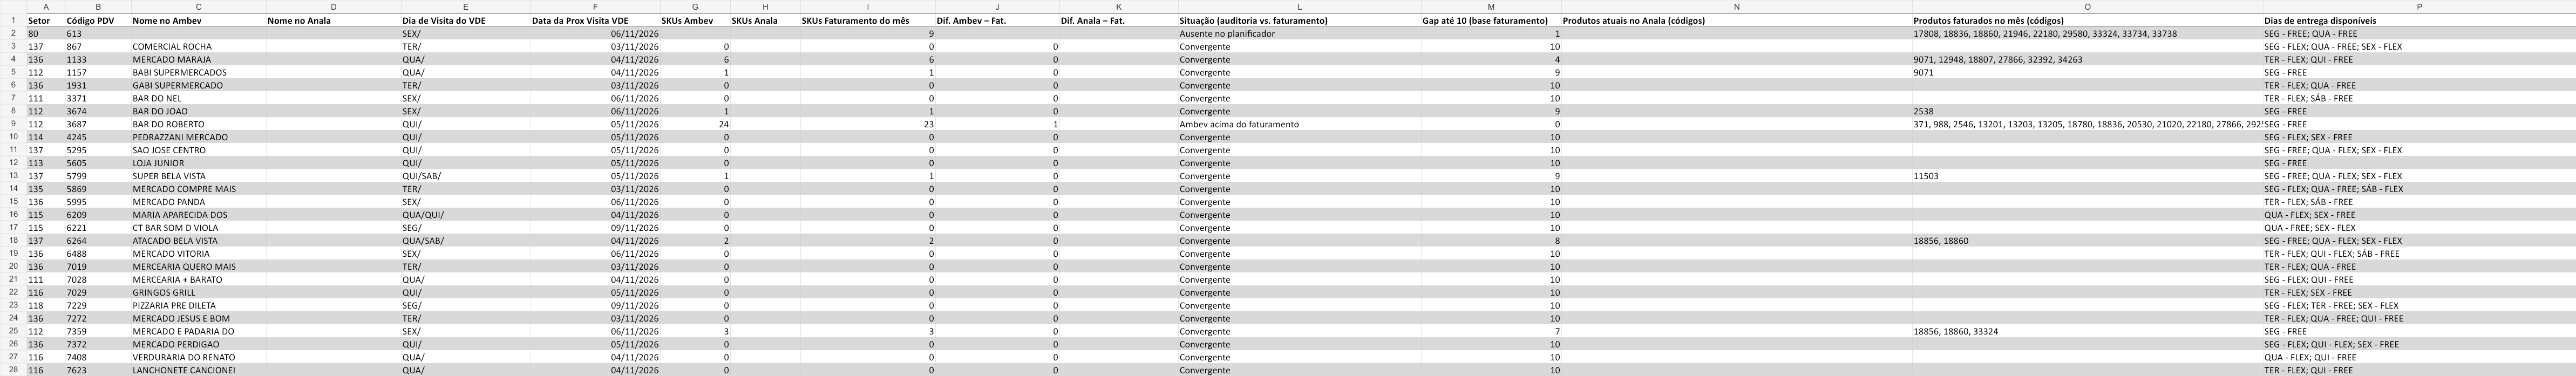 A B C D E F G H I J K L M N O P
1 Setor Código PDV Nome no Ambev Nome no Anala Dia de Visita do VDE Data da Prox Visita VDE SKUs Ambev SKUs Anala SKUs Faturamento do mês Dif. Ambev – Fat. Dif. Anala – Fat. Situação (auditoria vs. faturamento) Gap até 10 (base faturamento) Produtos atuais no Anala (códigos) Produtos faturados no mês (códigos) Dias de entrega disponíveis
2 80 613 SEX/ 06/11/2026 9 Ausente no planificador 1 17808, 18836, 18860, 21946, 22180, 29580, 33324, 33734, 33738 SEG - FREE; QUA - FREE
3 137 867 COMERCIAL ROCHA TER/ 03/11/2026 0 0 0 Convergente 10 SEG - FLEX; QUA - FREE; SEX - FLEX
4 136 1133 MERCADO MARAJA QUA/ 04/11/2026 6 6 0 Convergente 4 9071, 12948, 18807, 27866, 32392, 34263 TER - FLEX; QUI - FREE
5 112 1157 BABI SUPERMERCADOS QUA/ 04/11/2026 1 1 0 Convergente 9 9071 SEG - FREE
6 136 1931 GABI SUPERMERCADO TER/ 03/11/2026 0 0 0 Convergente 10 TER - FLEX; QUA - FREE
7 111 3371 BAR DO NEL SEX/ 06/11/2026 0 0 0 Convergente 10 TER - FLEX; SÁB - FREE
8 112 3674 BAR DO JOAO SEX/ 06/11/2026 1 1 0 Convergente 9 2538 SEG - FREE
9 112 3687 BAR DO ROBERTO QUI/ 05/11/2026 24 23 1 Ambev acima do faturamento 0 371, 988, 2546, 13201, 13203, 13205, 18780, 18836, 20530, 21020, 22180, 27866, 292 SEG - FREE
10 114 4245 PEDRAZZANI MERCADO QUI/ 05/11/2026 0 0 0 Convergente 10 SEG - FLEX; SEX - FREE
11 137 5295 SAO JOSE CENTRO QUI/ 05/11/2026 0 0 0 Convergente 10 SEG - FREE; QUA - FLEX; SEX - FLEX
12 113 5605 LOJA JUNIOR QUI/ 05/11/2026 0 0 0 Convergente 10 SEG - FREE
13 137 5799 SUPER BELA VISTA QUI/SAB/ 05/11/2026 1 1 0 Convergente 9 11503 SEG - FREE; QUA - FLEX; SEX - FLEX
14 135 5869 MERCADO COMPRE MAIS TER/ 03/11/2026 0 0 0 Convergente 10 SEG - FLEX; QUA - FREE; SÁB - FLEX
15 136 5995 MERCADO PANDA SEX/ 06/11/2026 0 0 0 Convergente 10 TER - FLEX; SÁB - FREE
16 115 6209 MARIA APARECIDA DOS QUA/QUI/ 04/11/2026 0 0 0 Convergente 10 QUA - FLEX; SEX - FREE
17 115 6221 CT BAR SOM D VIOLA SEG/ 09/11/2026 0 0 0 Convergente 10 QUA - FREE; SEX - FLEX
18 137 6264 ATACADO BELA VISTA QUA/SAB/ 04/11/2026 2 2 0 Convergente 8 18856, 18860 SEG - FREE; QUA - FLEX; SEX - FLEX
19 136 6488 MERCADO VITORIA SEX/ 06/11/2026 0 0 0 Convergente 10 TER - FLEX; QUI - FLEX; SÁB - FREE
20 136 7019 MERCEARIA QUERO MAIS TER/ 03/11/2026 0 0 0 Convergente 10 TER - FLEX; QUA - FREE
21 111 7028 MERCEARIA + BARATO QUA/ 04/11/2026 0 0 0 Convergente 10 SEG - FLEX; QUI - FREE
22 116 7029 GRINGOS GRILL QUI/ 05/11/2026 0 0 0 Convergente 10 TER - FLEX; SEX - FREE
23 118 7229 PIZZARIA PRE DILETA SEG/ 09/11/2026 0 0 0 Convergente 10 SEG - FLEX; TER - FREE; SEX - FLEX
24 136 7272 MERCADO JESUS E BOM TER/ 03/11/2026 0 0 0 Convergente 10 TER - FLEX; QUA - FREE; QUI - FREE
25 112 7359 MERCADO E PADARIA DO SEX/ 06/11/2026 3 3 0 Convergente 7 18856, 18860, 33324 SEG - FREE
26 136 7372 MERCADO PERDIGAO QUI/ 05/11/2026 0 0 0 Convergente 10 SEG - FLEX; QUI - FLEX; SEX - FREE
27 116 7408 VERDURARIA DO RENATO QUA/ 04/11/2026 0 0 0 Convergente 10 QUA - FLEX; QUI - FREE
28 116 7623 LANCHONETE CANCIONEI QUA/ 04/11/2026 0 0 0 Convergente 10 TER - FLEX; QUI - FREE